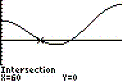 Intersection
X=60 Y=0